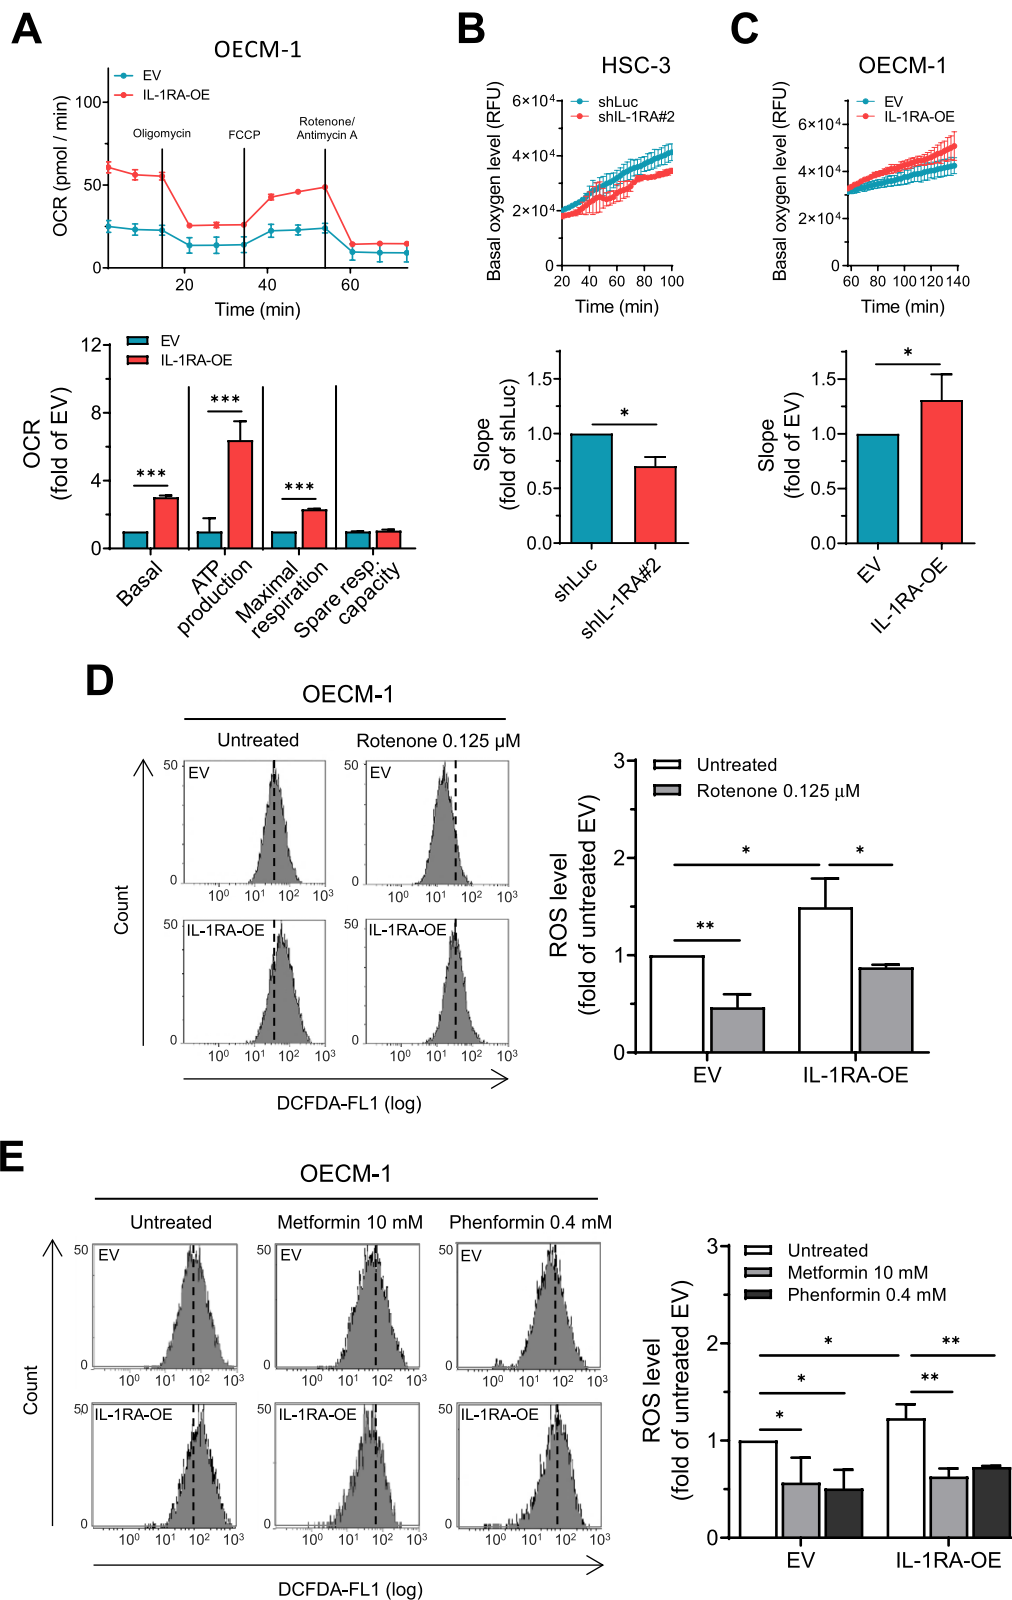 A
OECM-1
EV
IL-1RA-OE
OCR (pmol / min)
100
50
0
Oligomycin
FCCP
Rotenone/
Antimycin A
20
40
60
Time (min)
EV
IL-1RA-OE
OCR
(fold of EV)
12
8
4
0
***
***
***
Basal
ATP
production
Maximal
respiration
Spare resp.
capacity
B
HSC-3
shLuc
shIL-1RA#2
Basal oxygen level (RFU)
6×10⁴
4×10⁴
2×10⁴
0
20 40 60 80 100
Time (min)
Slope
(fold of shLuc)
1.5
1.0
0.5
0.0
*
shLuc
shIL-1RA#2
C
OECM-1
EV
IL-1RA-OE
Basal oxygen level (RFU)
6×10⁴
4×10⁴
2×10⁴
0
60 80 100 120 140
Time (min)
Slope
(fold of EV)
1.5
1.0
0.5
0.0
*
EV
IL-1RA-OE
D
OECM-1
Untreated
Rotenone 0.125 µM
Count
50
EV
0
10⁰ 10¹ 10² 10³
50
EV
0
10⁰ 10¹ 10² 10³
50
IL-1RA-OE
0
10⁰ 10¹ 10² 10³
50
IL-1RA-OE
0
10⁰ 10¹ 10² 10³
DCFDA-FL1 (log)
ROS level
(fold of untreated EV)
3
2
1
0
Untreated
Rotenone 0.125 µM
*
*
**
EV
IL-1RA-OE
E
OECM-1
Untreated
Metformin 10 mM
Phenformin 0.4 mM
Count
50
EV
0
10⁰ 10¹ 10² 10³
50
EV
0
10⁰ 10¹ 10² 10³
50
EV
0
10⁰ 10¹ 10² 10³
50
IL-1RA-OE
0
10⁰ 10¹ 10² 10³
50
IL-1RA-OE
0
10⁰ 10¹ 10² 10³
50
IL-1RA-OE
0
10⁰ 10¹ 10² 10³
DCFDA-FL1 (log)
ROS level
(fold of untreated EV)
3
2
1
0
Untreated
Metformin 10 mM
Phenformin 0.4 mM
*
**
*
**
*
EV
IL-1RA-OE